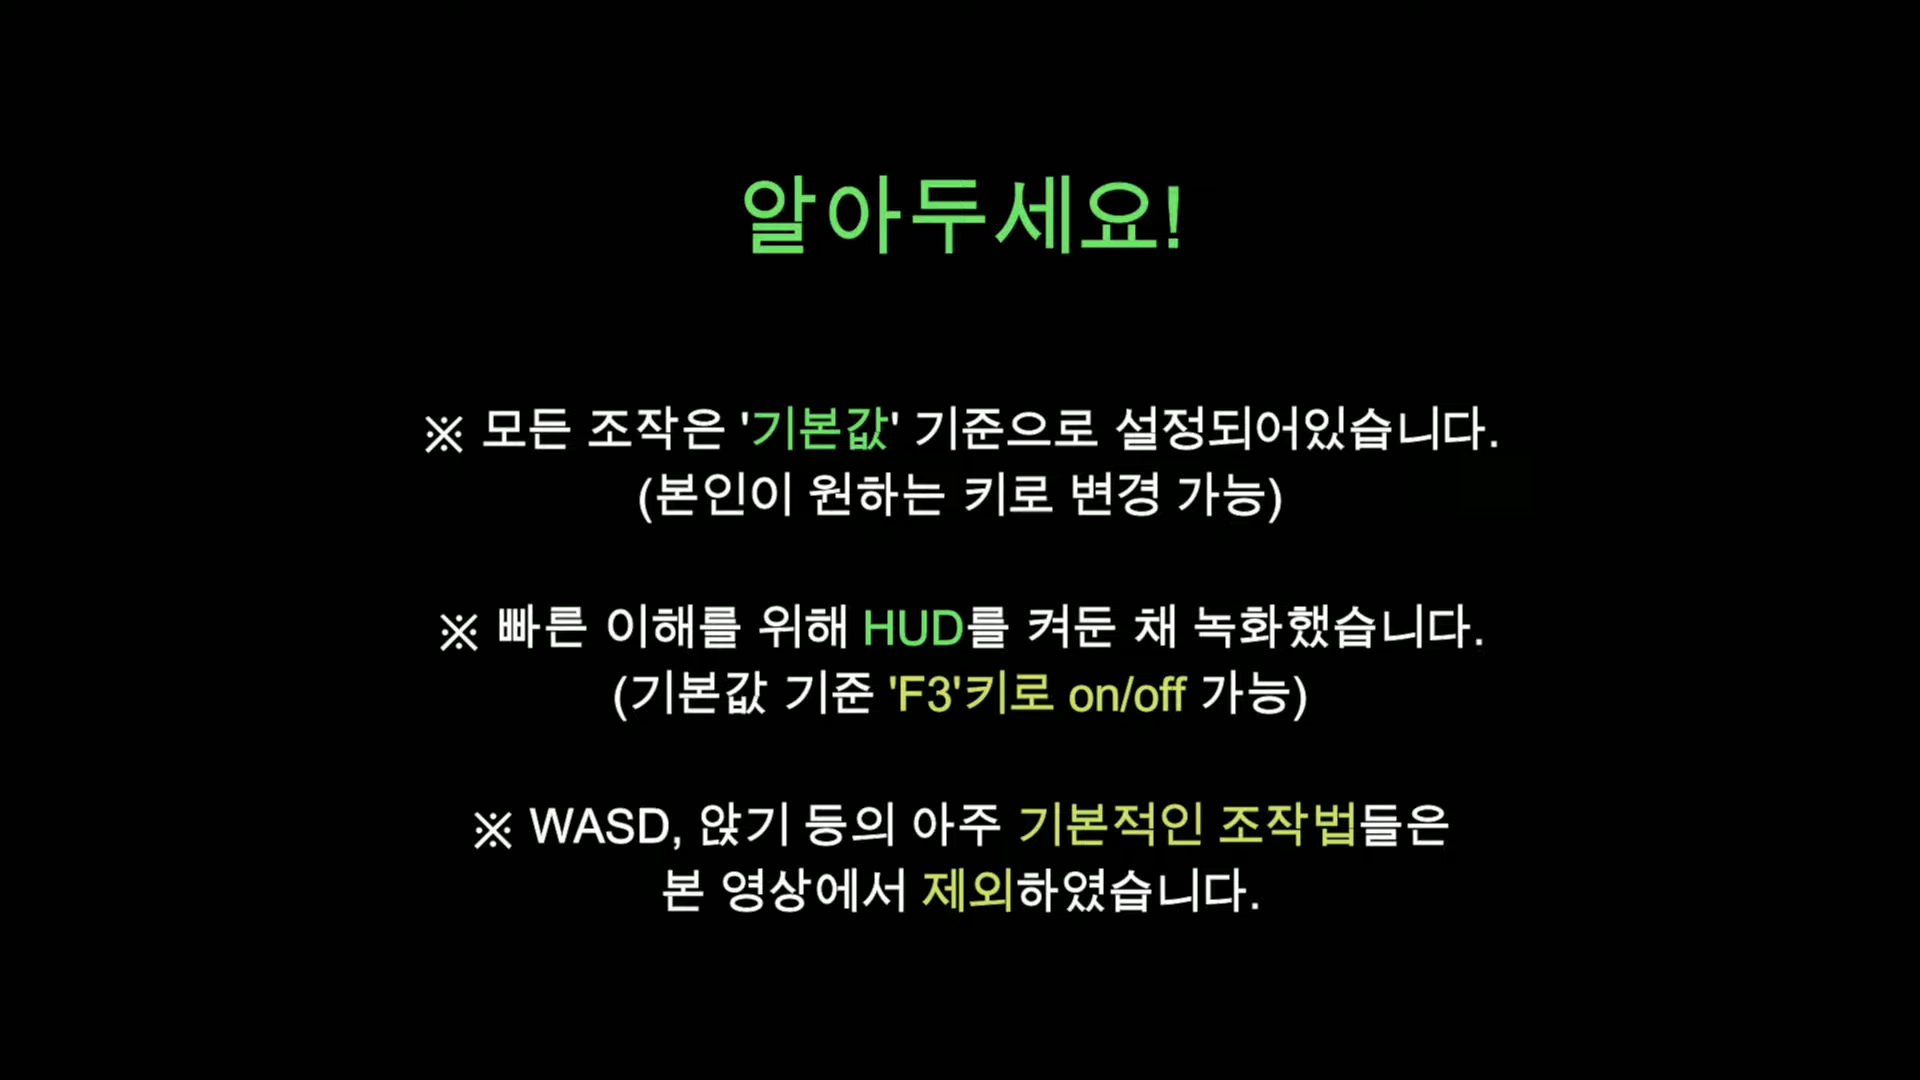 알아두세요!
※ 모든 조작은 '기본값' 기준으로 설정되어있습니다.
(본인이 원하는 키로 변경 가능)
※ 빠른 이해를 위해 HUD를 켜둔 채 녹화했습니다.
(기본값 기준 'F3'키로 on/off 가능)
※ WASD, 앉기 등의 아주 기본적인 조작법들은
본 영상에서 제외하였습니다.